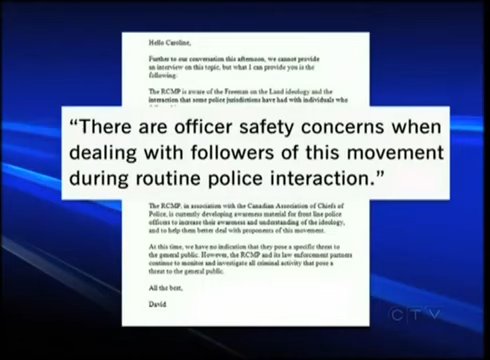 Hello Caroline,
Further to our conversation this afternoon, we cannot provide
an interview on this topic, but what I can provide you is the
following:
The RCMP is aware of the Freeman on the Land ideology and the
interaction that some police jurisdictions have had with individuals who
“There are officer safety concerns when
dealing with followers of this movement
during routine police interaction.”
The RCMP, in association with the Canadian Association of Chiefs of
Police, is currently developing awareness material for front line police
officers to increase their awareness and understanding of the ideology,
and to help them better deal with proponents of this movement.
At this time, we have no indication that they pose a specific threat to
the general public. However, the RCMP and its law enforcement partners
continue to monitor and investigate all criminal activity that pose a
threat to the general public.
All the best,
David
CTV